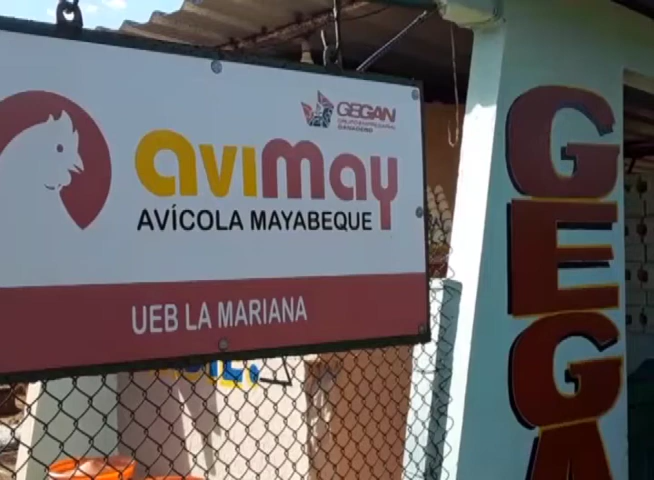 GEGAN
GRUPO EMPRESARIAL
GANADERO
avimay
AVÍCOLA MAYABEQUE
UEB LA MARIANA
GEGA